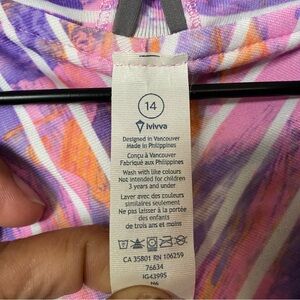 14
ivivva
Designed in Vancouver
Made in Philippines
Conçu à Vancouver
Fabriqué aux Philippines
Wash with like colours
Not intended for children
3 years and under
Laver avec des couleurs
similaires seulement
Ne pas laisser à la portée
des enfants
de trois ans et moins
CA 35801 RN 106259
76634
IG4399S